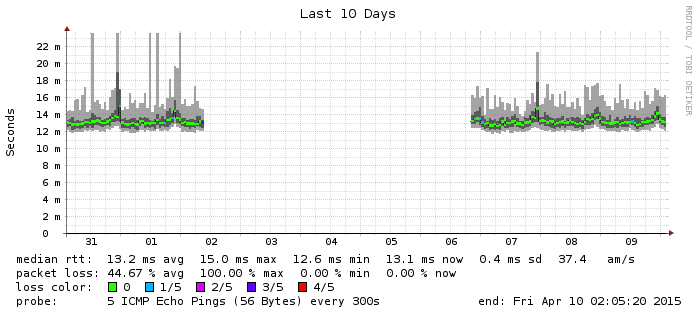 Last 10 Days
RRDTOOL / TOBI OETIKER
Seconds
22 m
20 m
18 m
16 m
14 m
12 m
10 m
8 m
6 m
4 m
2 m
0
31 01 02 03 04 05 06 07 08 09
median rtt: 13.2 ms avg 15.0 ms max 12.6 ms min 13.1 ms now 0.4 ms sd 37.4 am/s
packet loss: 44.67 % avg 100.00 % max 0.00 % min 0.00 % now
loss color: 0 1/5 2/5 3/5 4/5
probe: 5 ICMP Echo Pings (56 Bytes) every 300s end: Fri Apr 10 02:05:20 2015